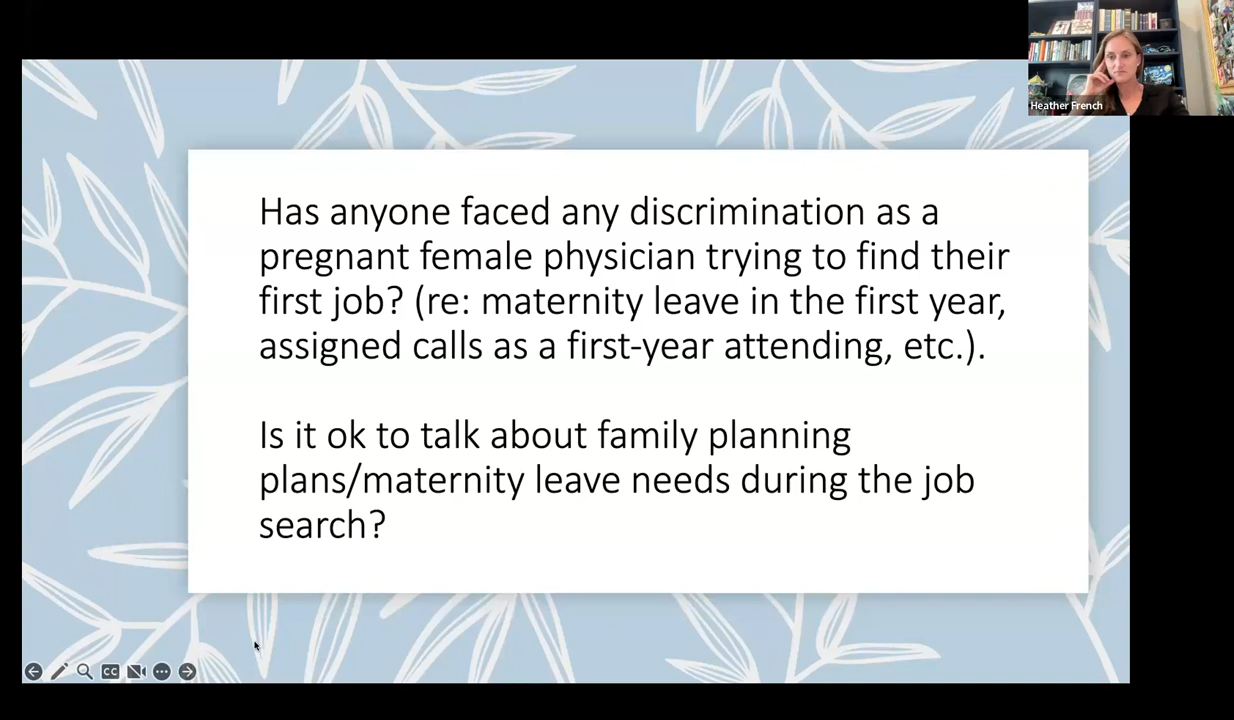 Heather French
Has anyone faced any discrimination as a
pregnant female physician trying to find their
first job? (re: maternity leave in the first year,
assigned calls as a first-year attending, etc.).
Is it ok to talk about family planning
plans/maternity leave needs during the job
search?
CC